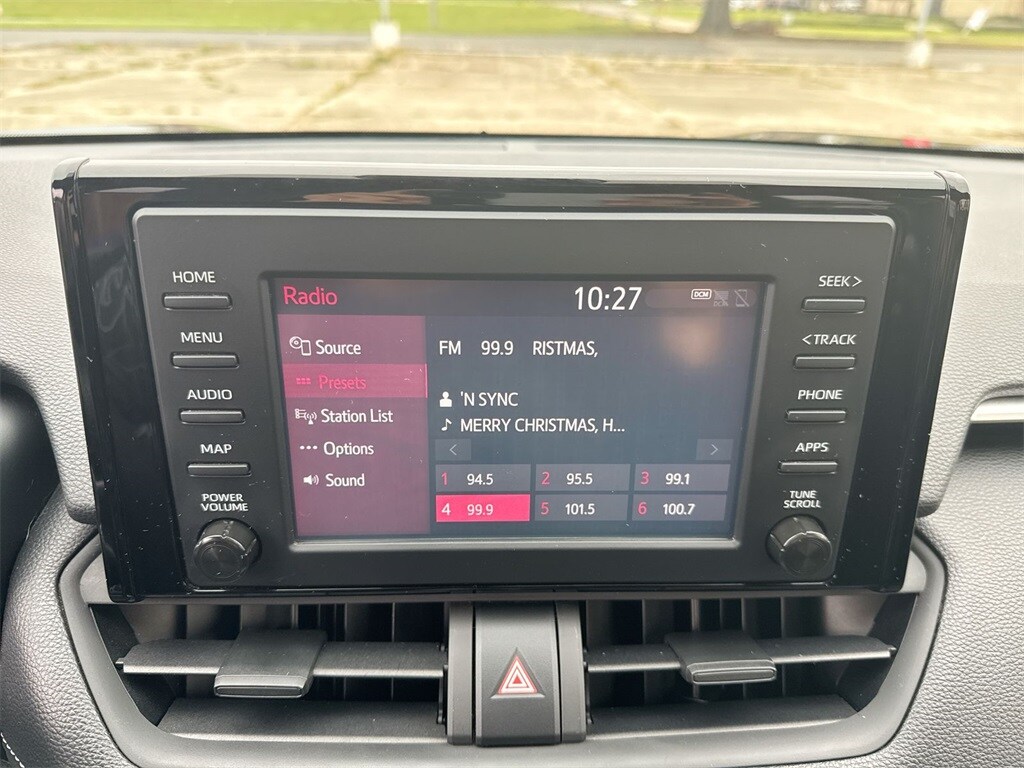 HOME
MENU
AUDIO
MAP
POWER
VOLUME
Radio
10:27
DCM
Source
Presets
Station List
Options
Sound
FM 99.9 RISTMAS,
'N SYNC
MERRY CHRISTMAS, H...
< >
1 94.5 2 95.5 3 99.1
4 99.9 5 101.5 6 100.7
SEEK >
< TRACK
PHONE
APPS
TUNE
SCROLL